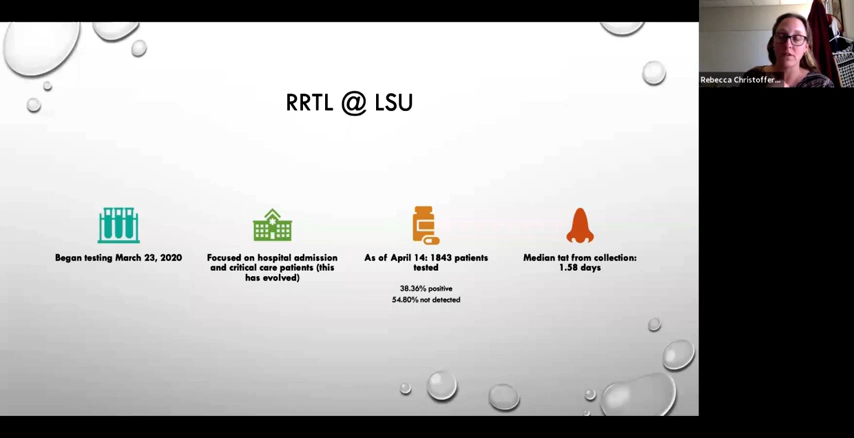 RRTL @ LSU
Began testing March 23, 2020
Focused on hospital admission
and critical care patients (this
has evolved)
As of April 14: 1843 patients
tested
38.36% positive
54.80% not detected
Median tat from collection:
1.58 days
Rebecca Christoffer...